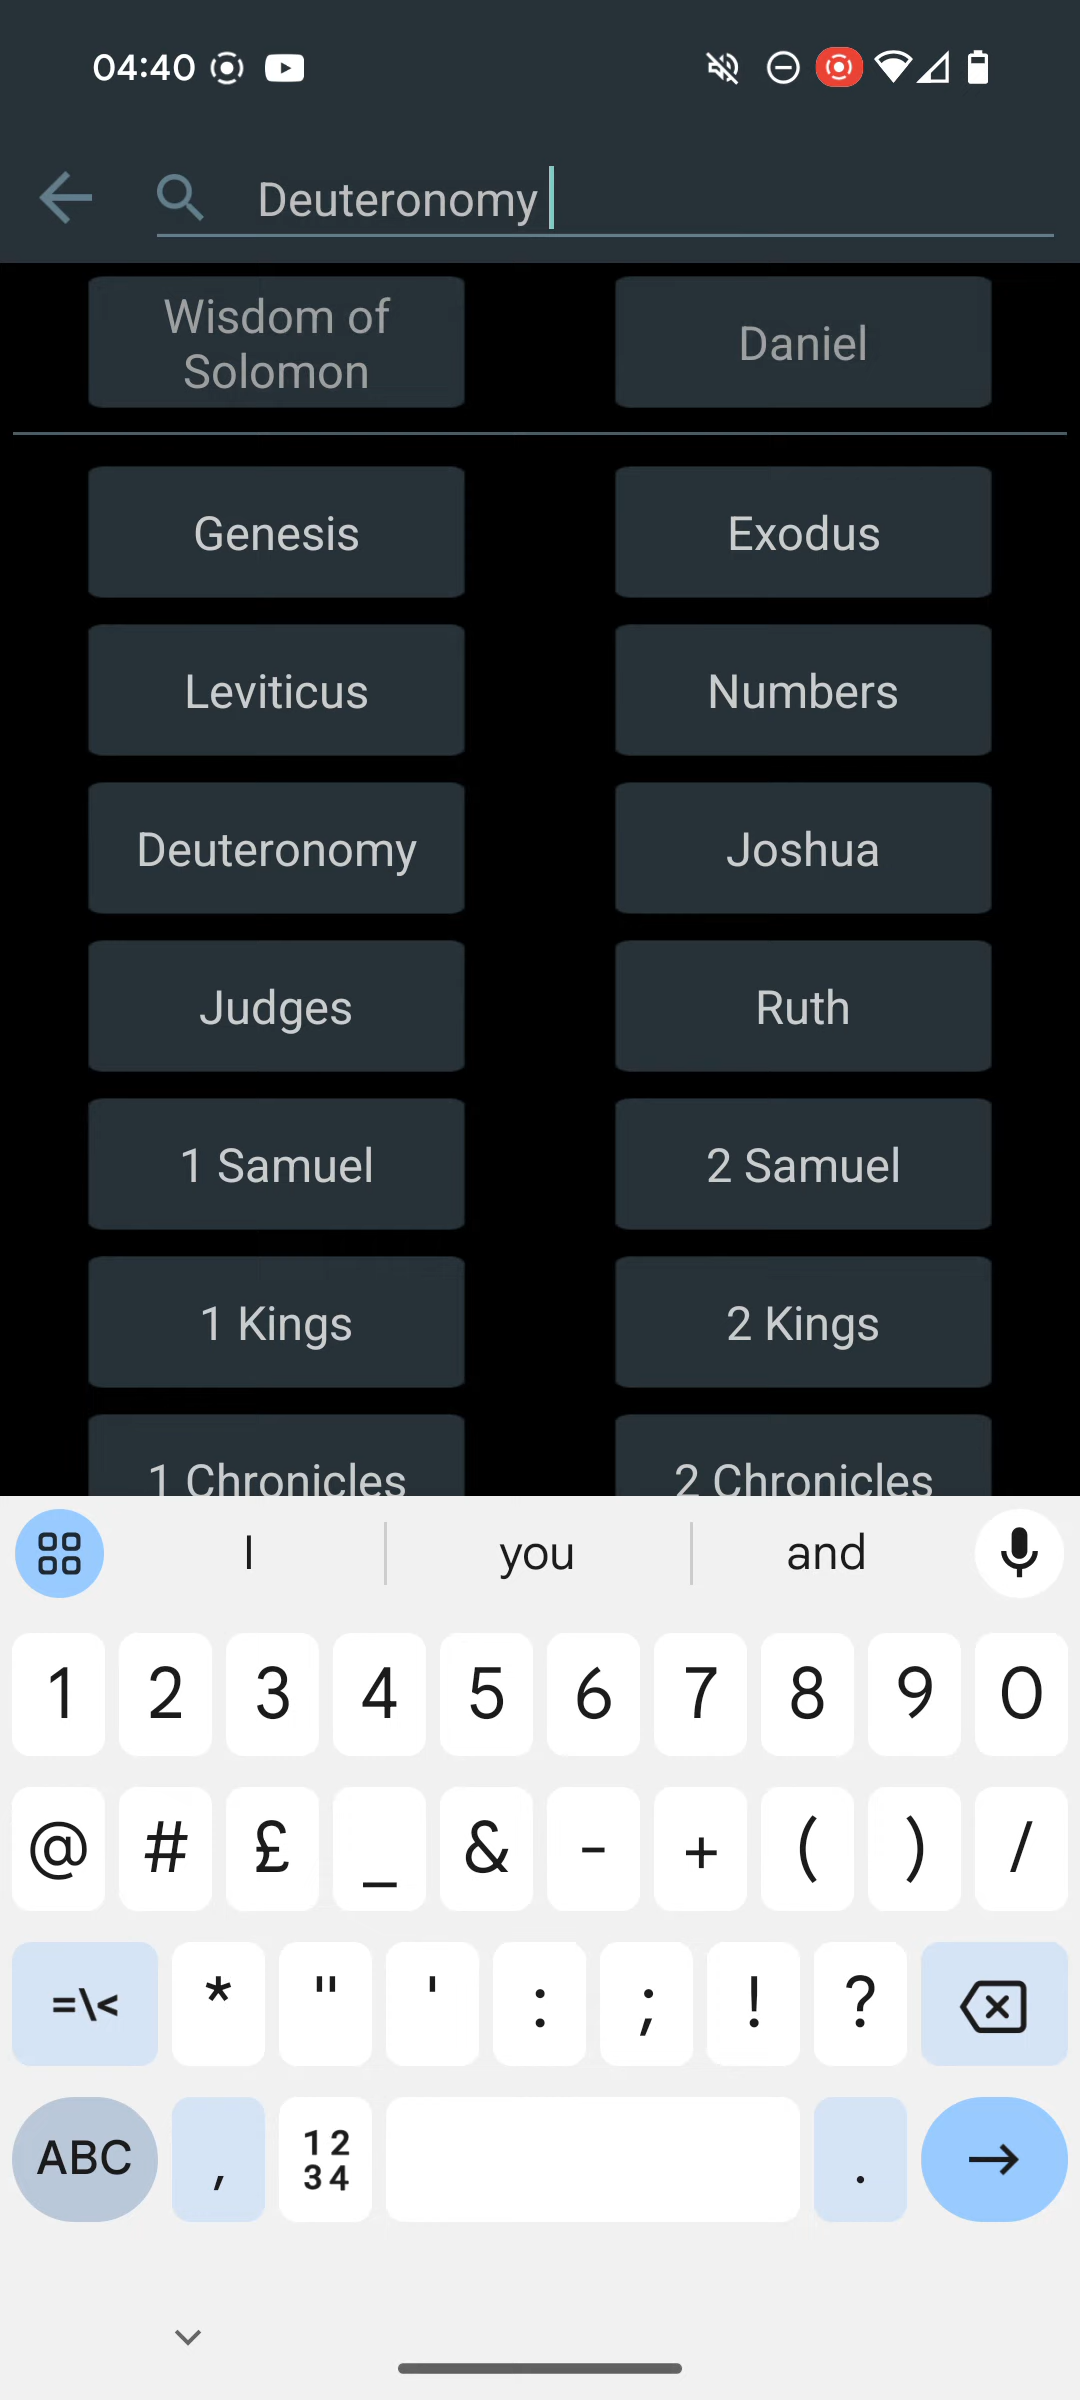 04:40
Deuteronomy
Wisdom of
Solomon
Daniel
Genesis
Exodus
Leviticus
Numbers
Deuteronomy
Joshua
Judges
Ruth
1 Samuel
2 Samuel
1 Kings
2 Kings
1 Chronicles
2 Chronicles
I
you
and
1 2 3 4 5 6 7 8 9 0
@ # £ _ & - + ( ) /
=\< * " ' : ; ! ?
ABC , 12 .
34